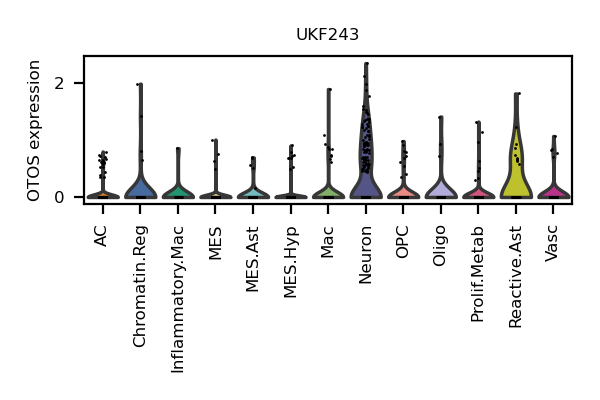 UKF243
OTOS expression
2
0
AC
Chromatin.Reg
Inflammatory.Mac
MES
MES.Ast
MES.Hyp
Mac
Neuron
OPC
Oligo
Prolif.Metab
Reactive.Ast
Vasc